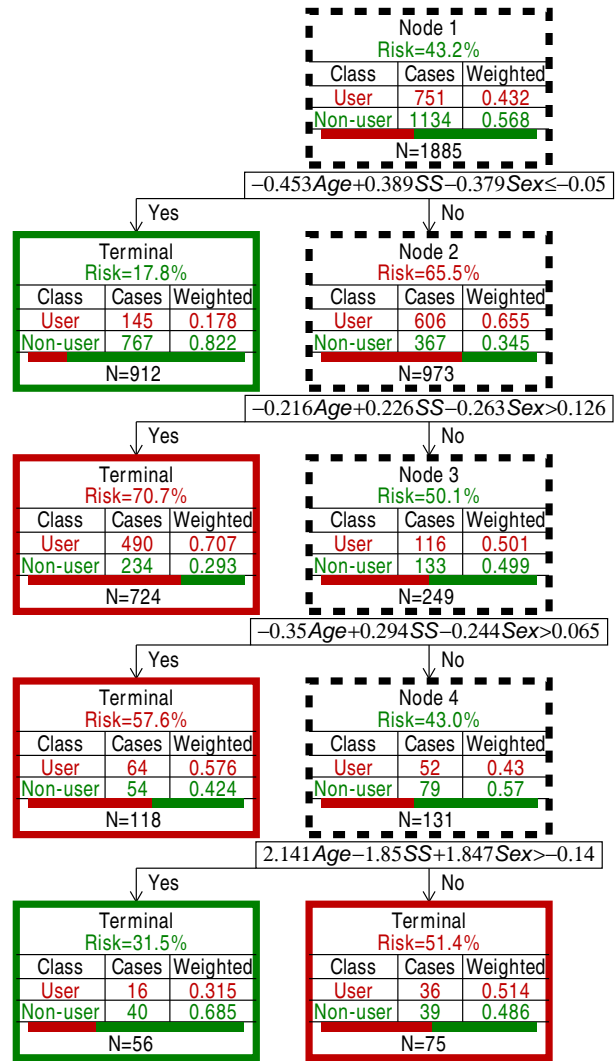 Node 1
Risk=43.2%
Class Cases Weighted
User 751 0.432
Non-user 1134 0.568
N=1885
−0.453Age+0.389SS−0.379Sex≤−0.05
Yes No
Terminal
Risk=17.8%
Class Cases Weighted
User 145 0.178
Non-user 767 0.822
N=912
Node 2
Risk=65.5%
Class Cases Weighted
User 606 0.655
Non-user 367 0.345
N=973
−0.216Age+0.226SS−0.263Sex>0.126
Yes No
Terminal
Risk=70.7%
Class Cases Weighted
User 490 0.707
Non-user 234 0.293
N=724
Node 3
Risk=50.1%
Class Cases Weighted
User 116 0.501
Non-user 133 0.499
N=249
−0.35Age+0.294SS−0.244Sex>0.065
Yes No
Terminal
Risk=57.6%
Class Cases Weighted
User 64 0.576
Non-user 54 0.424
N=118
Node 4
Risk=43.0%
Class Cases Weighted
User 52 0.43
Non-user 79 0.57
N=131
2.141Age−1.85SS+1.847Sex>−0.14
Yes No
Terminal
Risk=31.5%
Class Cases Weighted
User 16 0.315
Non-user 40 0.685
N=56
Terminal
Risk=51.4%
Class Cases Weighted
User 36 0.514
Non-user 39 0.486
N=75